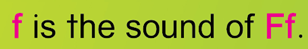 f is the sound of Ff.